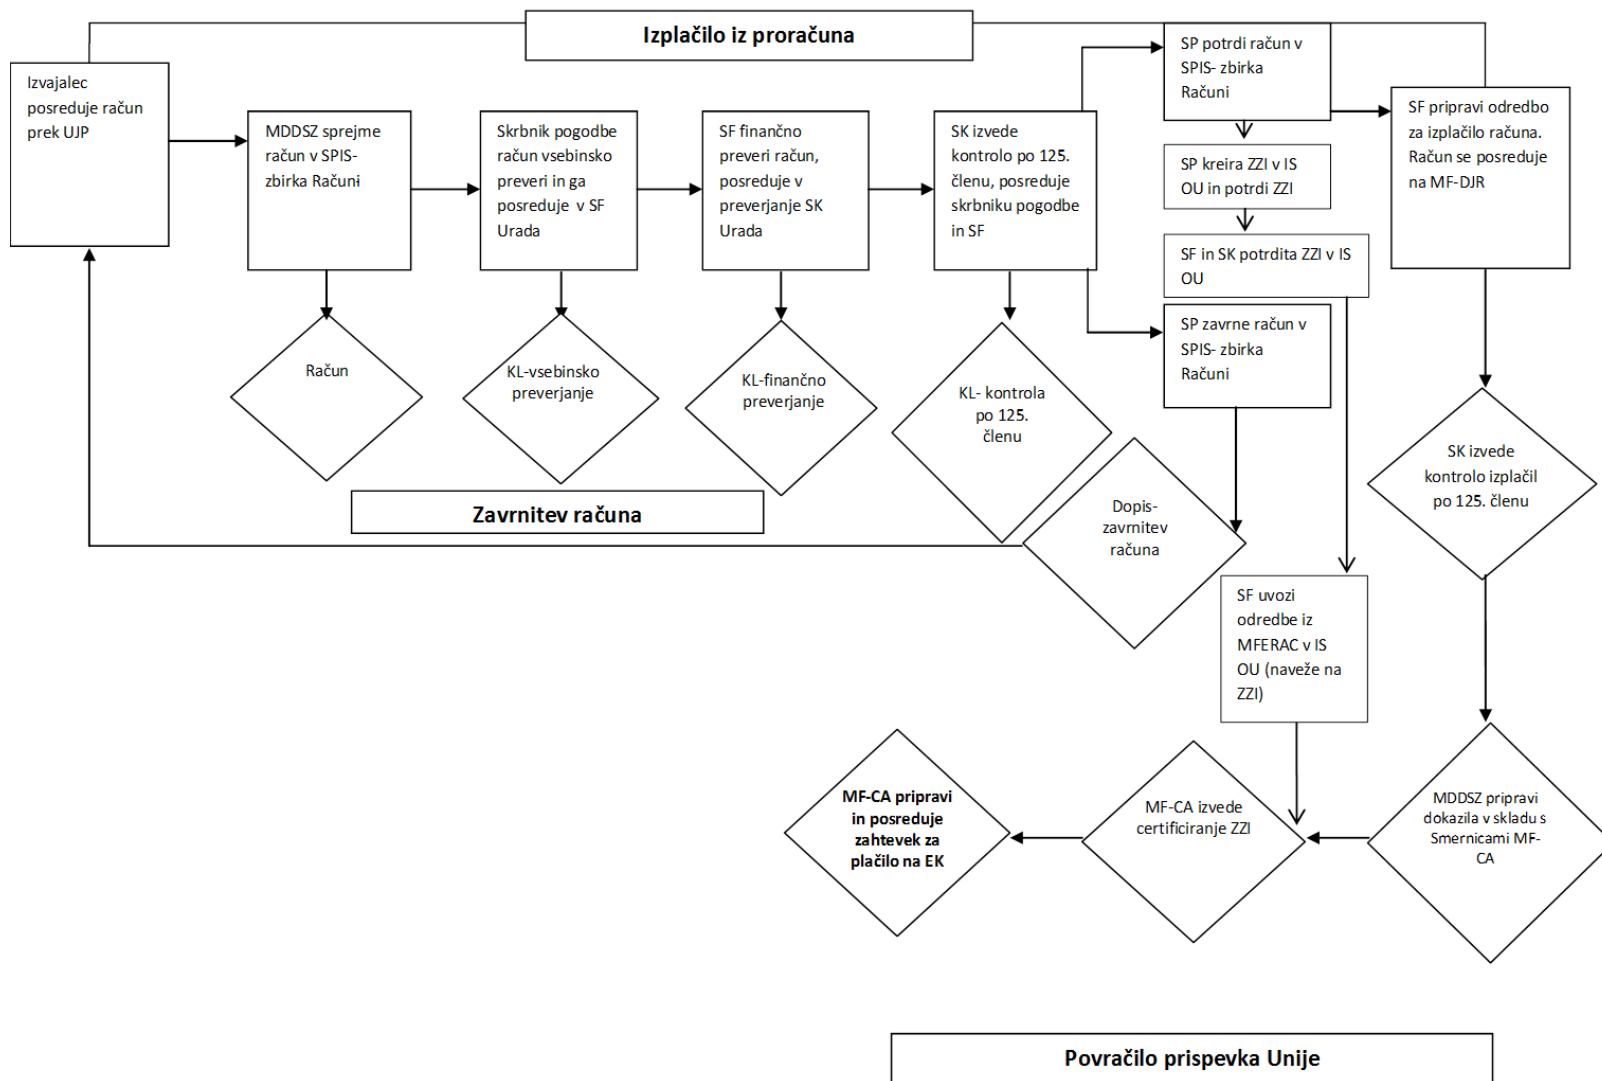 Izplačilo iz proračuna
Izvajalec
posreduje račun
prek UJP
MDDSZ sprejme
račun v SPIS-
zbirka Računi
Skrbnik pogodbe
račun vsebinsko
preveri in ga
posreduje v SF
Urada
SF finančno
preveri račun,
posreduje v
preverjanje SK
Urada
SK izvede
kontrolo po 125.
členu, posreduje
skrbniku pogodbe
in SF
SP potrdi račun v
SPIS- zbirka
Računi
SP kreira ZZI v IS
OU in potrdi ZZI
SF in SK potrdita ZZI v IS
OU
SP zavrne račun v
SPIS- zbirka
Računi
SF pripravi odredbo
za izplačilo računa.
Račun se posreduje
na MF-DJR
Račun
KL-vsebinsko
preverjanje
KL-finančno
preverjanje
KL- kontrola
po 125.
členu
Dopis-
zavrnitev
računa
SK izvede
kontrolo izplačil
po 125. členu
Zavrnitev računa
SF uvozi
odredbe iz
MFERAC v IS
OU (naveže na
ZZI)
MF-CA pripravi
in posreduje
zahtevek za
plačilo na EK
MF-CA izvede
certificiranje ZZI
MDDSZ pripravi
dokazila v skladu s
Smernicami MF-
CA
Povračilo prispevka Unije